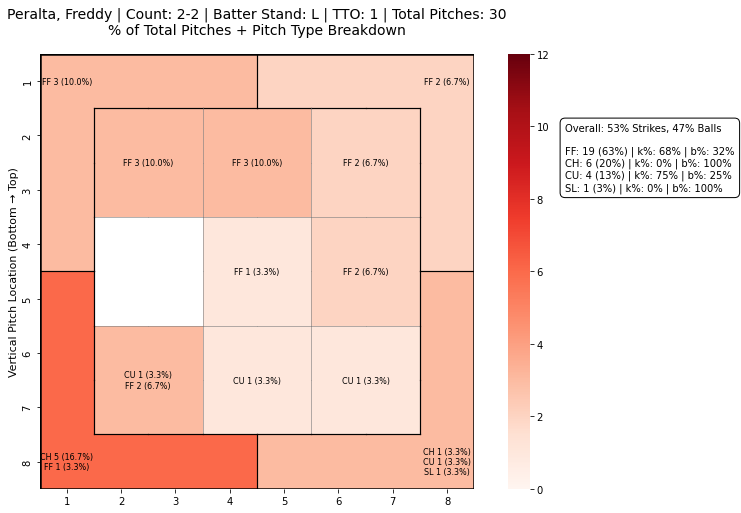 Peralta, Freddy | Count: 2-2 | Batter Stand: L | TTO: 1 | Total Pitches: 30
% of Total Pitches + Pitch Type Breakdown
Vertical Pitch Location (Bottom → Top)
1
2
3
4
5
6
7
8
FF 3 (10.0%)
FF 2 (6.7%)
FF 3 (10.0%)
FF 3 (10.0%)
FF 2 (6.7%)
FF 1 (3.3%)
FF 2 (6.7%)
CU 1 (3.3%)
FF 2 (6.7%)
CU 1 (3.3%)
CU 1 (3.3%)
CH 5 (16.7%)
FF 1 (3.3%)
CH 1 (3.3%)
CU 1 (3.3%)
SL 1 (3.3%)
1 2 3 4 5 6 7 8
12
10
8
6
4
2
0
Overall: 53% Strikes, 47% Balls
FF: 19 (63%) | k%: 68% | b%: 32%
CH: 6 (20%) | k%: 0% | b%: 100%
CU: 4 (13%) | k%: 75% | b%: 25%
SL: 1 (3%) | k%: 0% | b%: 100%